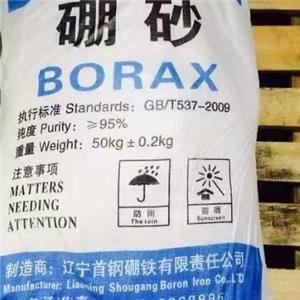 硼砂
BORAX
执行标准 Standards: GB/T537-2009
纯度 Purity: ≥95%
重量 Weight: 50kg±0.2kg
注意事项
MATTERS
NEEDING
ATTENTION
防雨
The rain
防晒
Sunscreen
制造商: 辽宁首钢硼铁有限责任公司
Manufacturer: Liaoning Shougang Boron Iron Co., LTD